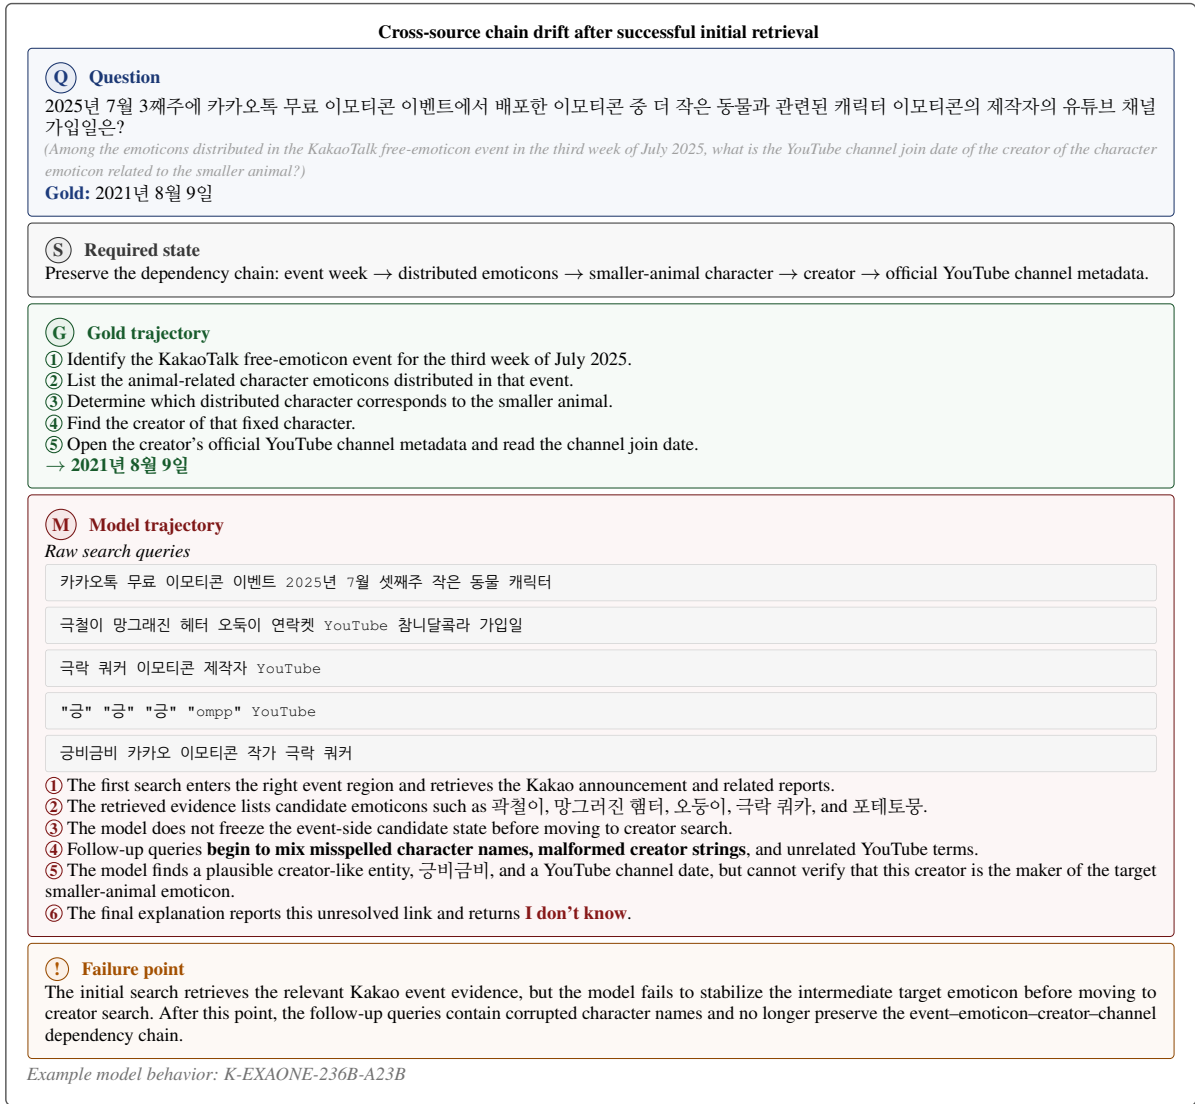 Cross-source chain drift after successful initial retrieval
Q Question
2025년 7월 3째주에 카카오톡 무료 이모티콘 이벤트에서 배포한 이모티콘 중 더 작은 동물과 관련된 캐릭터 이모티콘의 제작자의 유튜브 채널
가입일은?
(Among the emoticons distributed in the KakaoTalk free-emoticon event in the third week of July 2025, what is the YouTube channel join date of the creator of the character
emoticon related to the smaller animal?)
Gold: 2021년 8월 9일
S Required state
Preserve the dependency chain: event week → distributed emoticons → smaller-animal character → creator → official YouTube channel metadata.
G Gold trajectory
① Identify the KakaoTalk free-emoticon event for the third week of July 2025.
② List the animal-related character emoticons distributed in that event.
③ Determine which distributed character corresponds to the smaller animal.
④ Find the creator of that fixed character.
⑤ Open the creator's official YouTube channel metadata and read the channel join date.
→ 2021년 8월 9일
M Model trajectory
Raw search queries
카카오톡 무료 이모티콘 이벤트 2025년 7월 셋째주 작은 동물 캐릭터
극철이 망그래진 헤터 오둑이 연락켓 YouTube 참니달콕라 가입일
극락 쿼커 이모티콘 제작자 YouTube
"긍" "긍" "긍" "ompp" YouTube
긍비금비 카카오 이모티콘 작가 극락 쿼커
① The first search enters the right event region and retrieves the Kakao announcement and related reports.
② The retrieved evidence lists candidate emoticons such as 곽철이, 망그러진 햄터, 오둥이, 극락 쿼카, and 포테토뭉.
③ The model does not freeze the event-side candidate state before moving to creator search.
④ Follow-up queries begin to mix misspelled character names, malformed creator strings, and unrelated YouTube terms.
⑤ The model finds a plausible creator-like entity, 긍비금비, and a YouTube channel date, but cannot verify that this creator is the maker of the target
smaller-animal emoticon.
⑥ The final explanation reports this unresolved link and returns I don't know.
! Failure point
The initial search retrieves the relevant Kakao event evidence, but the model fails to stabilize the intermediate target emoticon before moving to
creator search. After this point, the follow-up queries contain corrupted character names and no longer preserve the event–emoticon–creator–channel
dependency chain.
Example model behavior: K-EXAONE-236B-A23B